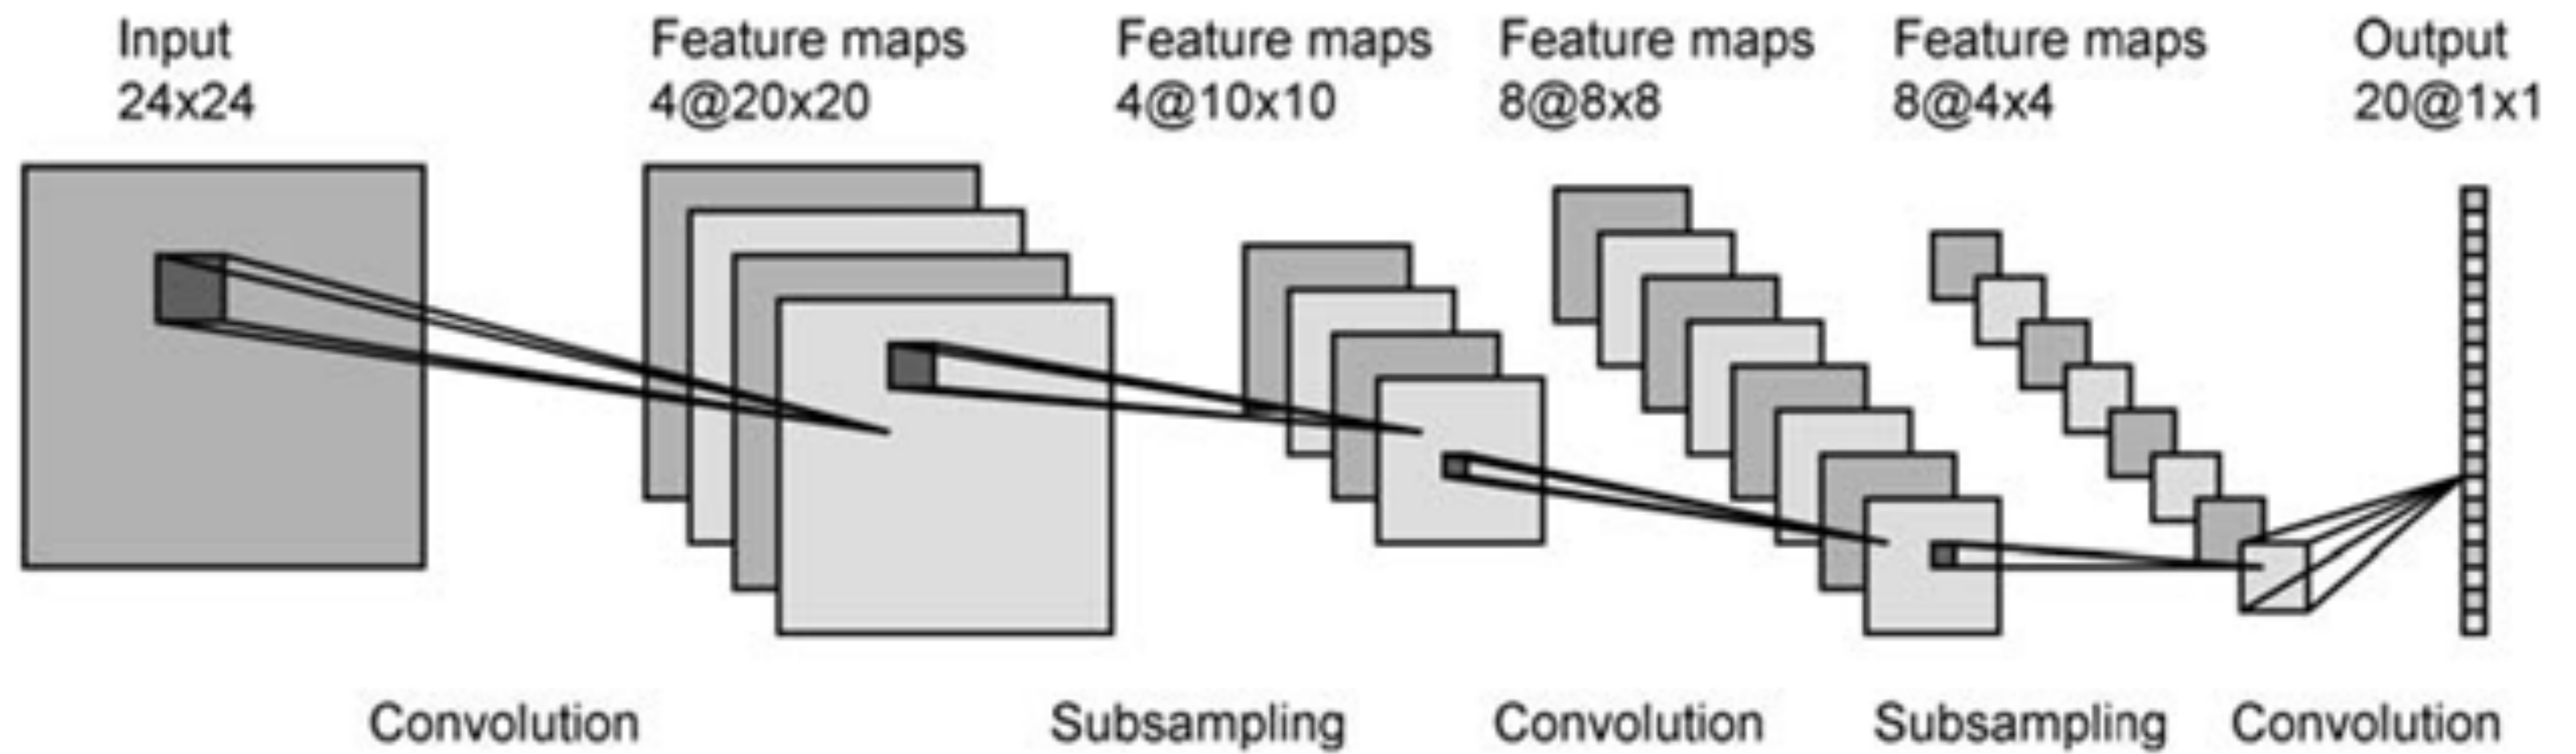 Input
24x24
Feature maps
4@20x20
Feature maps
4@10x10
Feature maps
8@8x8
Feature maps
8@4x4
Output
20@1x1
Convolution
Subsampling
Convolution
Subsampling
Convolution